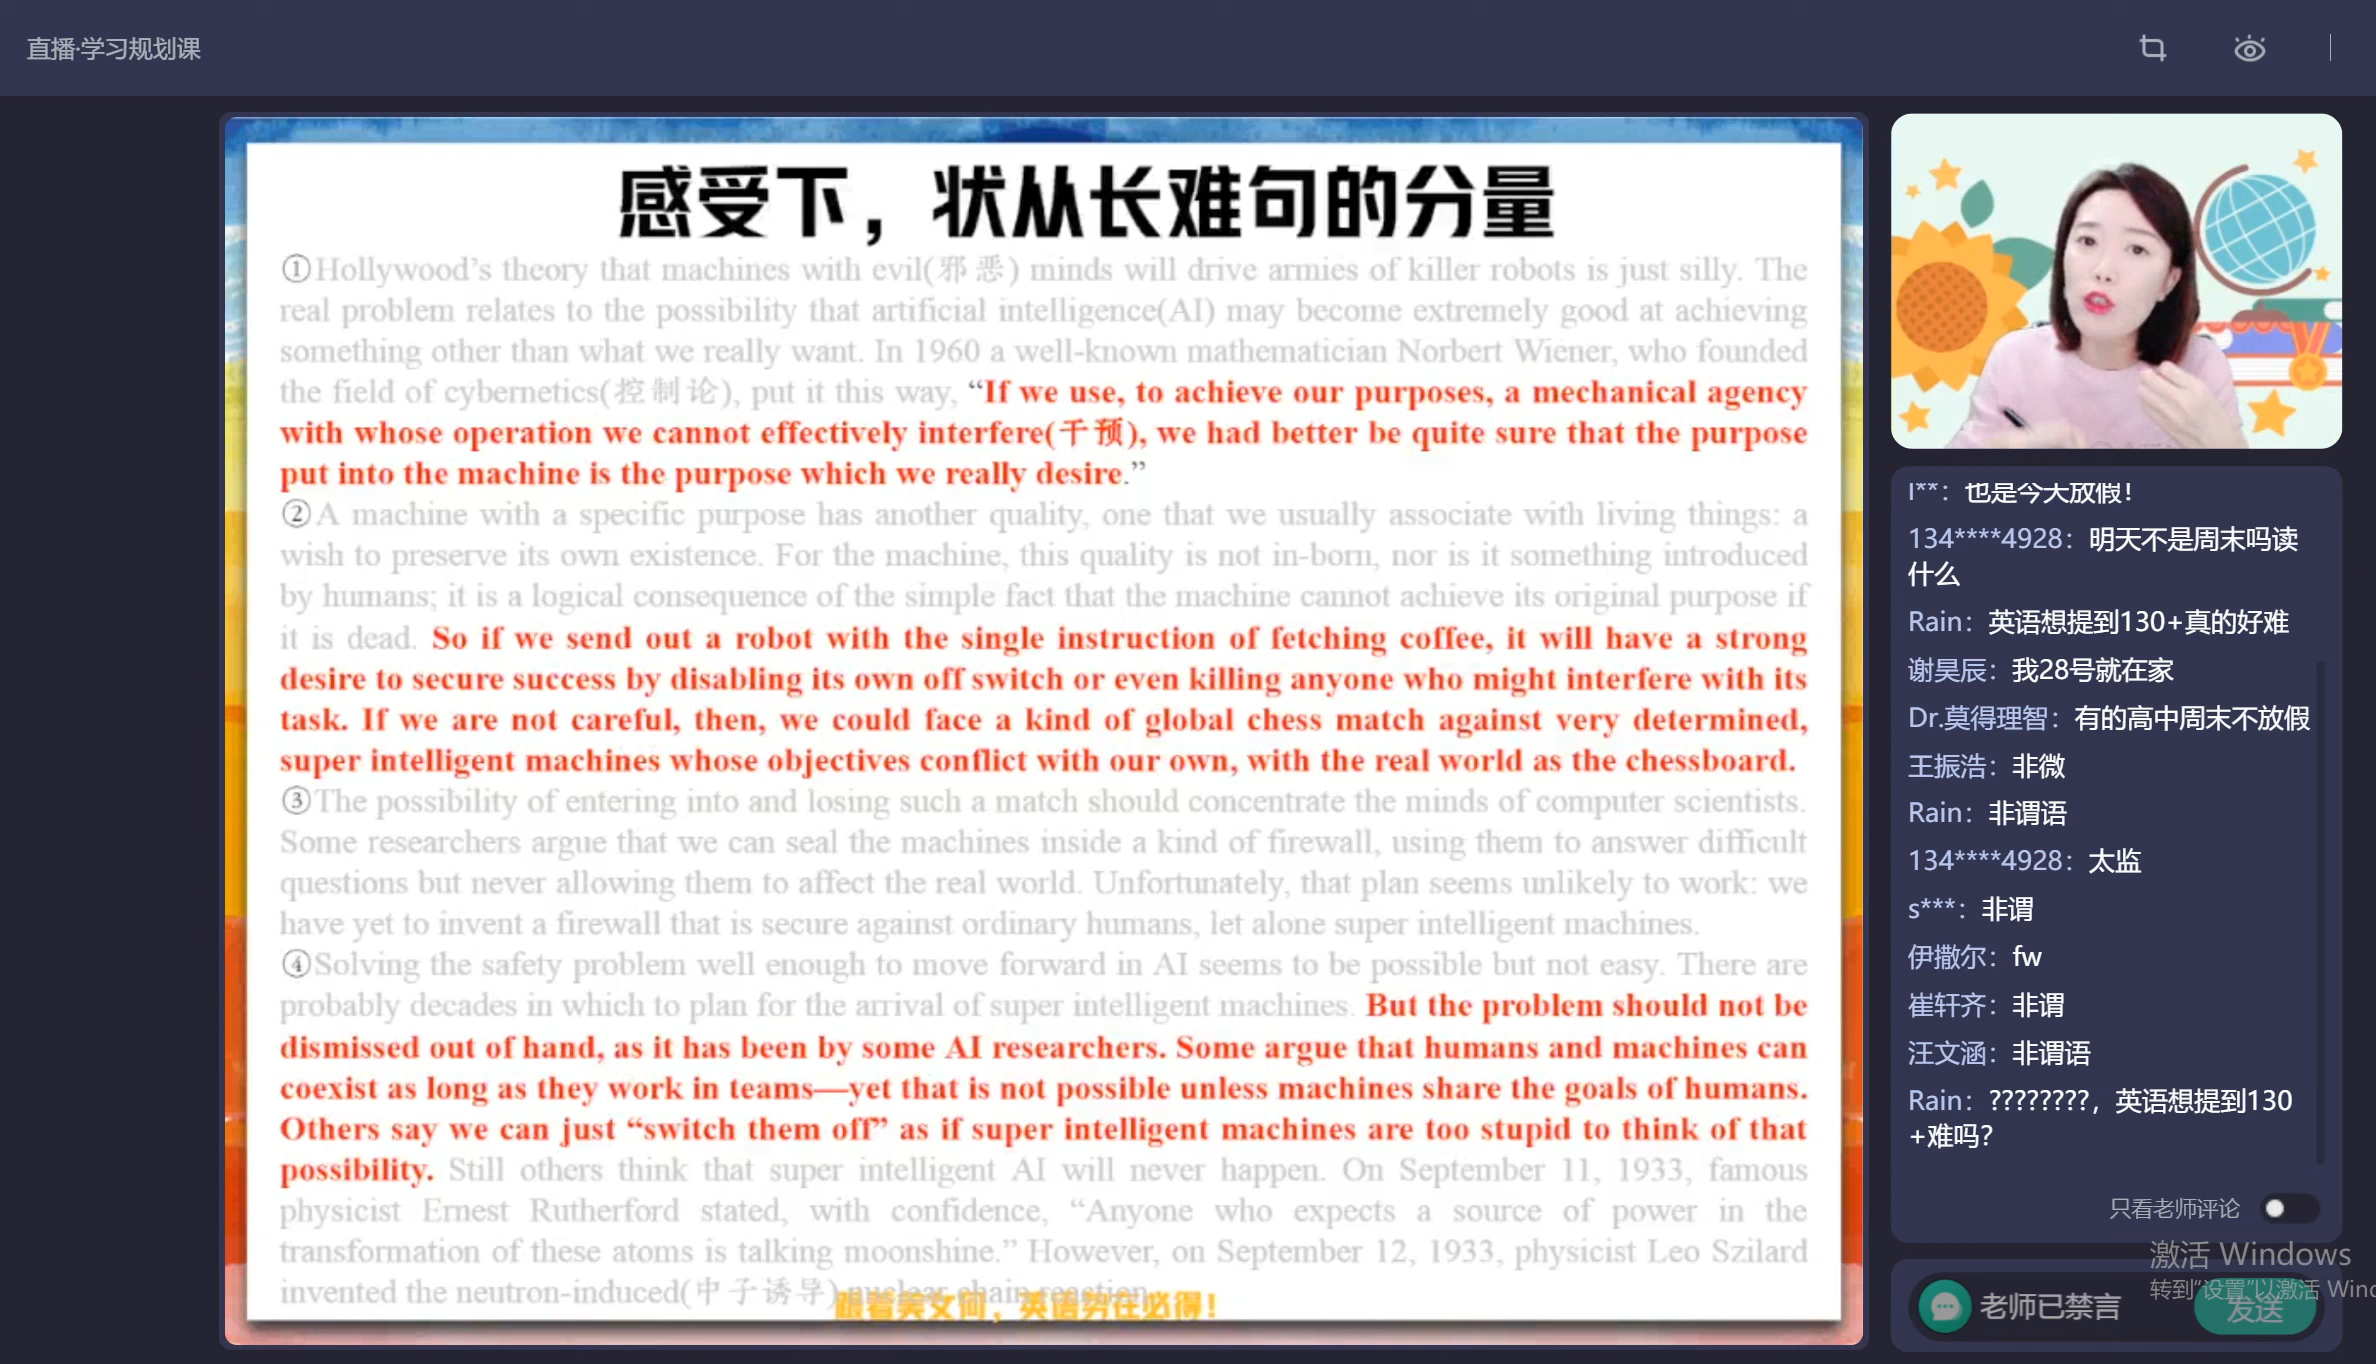 直播·学习规划课
感受下，状从长难句的分量
①Hollywood’s theory that machines with evil(邪恶) minds will drive armies of killer robots is just silly. The
real problem relates to the possibility that artificial intelligence(AI) may become extremely good at achieving
something other than what we really want. In 1960 a well-known mathematician Norbert Wiener, who founded
the field of cybernetics(控制论), put it this way, “If we use, to achieve our purposes, a mechanical agency
with whose operation we cannot effectively interfere(干预), we had better be quite sure that the purpose
put into the machine is the purpose which we really desire.”
②A machine with a specific purpose has another quality, one that we usually associate with living things: a
wish to preserve its own existence. For the machine, this quality is not in-born, nor is it something introduced
by humans; it is a logical consequence of the simple fact that the machine cannot achieve its original purpose if
it is dead. So if we send out a robot with the single instruction of fetching coffee, it will have a strong
desire to secure success by disabling its own off switch or even killing anyone who might interfere with its
task. If we are not careful, then, we could face a kind of global chess match against very determined,
super intelligent machines whose objectives conflict with our own, with the real world as the chessboard.
③The possibility of entering into and losing such a match should concentrate the minds of computer scientists.
Some researchers argue that we can seal the machines inside a kind of firewall, using them to answer difficult
questions but never allowing them to affect the real world. Unfortunately, that plan seems unlikely to work: we
have yet to invent a firewall that is secure against ordinary humans, let alone super intelligent machines.
④Solving the safety problem well enough to move forward in AI seems to be possible but not easy. There are
probably decades in which to plan for the arrival of super intelligent machines. But the problem should not be
dismissed out of hand, as it has been by some AI researchers. Some argue that humans and machines can
coexist as long as they work in teams—yet that is not possible unless machines share the goals of humans.
Others say we can just “switch them off” as if super intelligent machines are too stupid to think of that
possibility. Still others think that super intelligent AI will never happen. On September 11, 1933, famous
physicist Ernest Rutherford stated, with confidence, “Anyone who expects a source of power in the
transformation of these atoms is talking moonshine.” However, on September 12, 1933, physicist Leo Szilard
invented the neutron-induced(中子诱导) nuclear chain reaction.
跟着美文同，英语势在必得！
l**：也是今天放假！
134****4928：明天不是周末吗读
什么
Rain：英语想提到130+真的好难
谢昊辰：我28号就在家
Dr.莫得理智：有的高中周末不放假
王振浩：非微
Rain：非谓语
134****4928：太监
s***：非谓
伊撒尔：fw
崔轩齐：非谓
汪文涵：非谓语
Rain：????????，英语想提到130
+难吗？
只看老师评论
激活 Windows
转到“设置”以激活 Winc
老师已禁言
发送